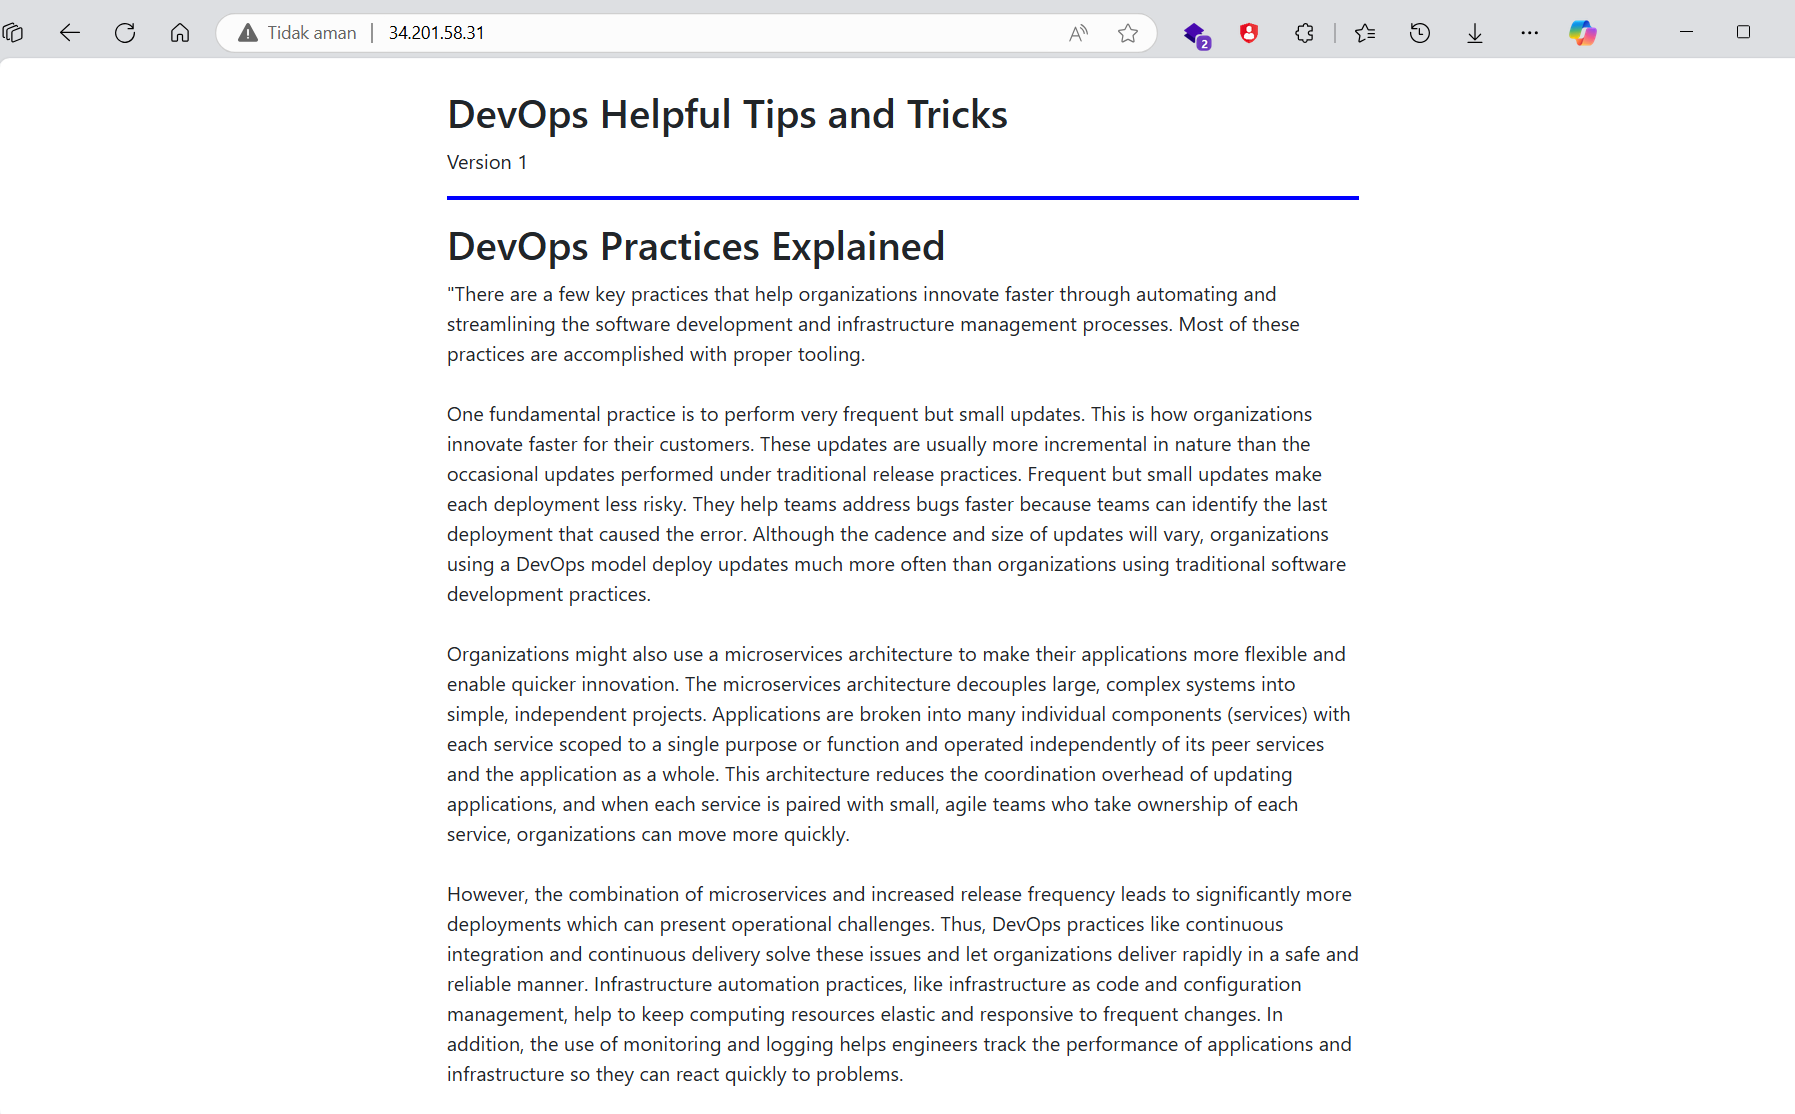 Tidak aman | 34.201.58.31
2
DevOps Helpful Tips and Tricks
Version 1
DevOps Practices Explained
"There are a few key practices that help organizations innovate faster through automating and
streamlining the software development and infrastructure management processes. Most of these
practices are accomplished with proper tooling.
One fundamental practice is to perform very frequent but small updates. This is how organizations
innovate faster for their customers. These updates are usually more incremental in nature than the
occasional updates performed under traditional release practices. Frequent but small updates make
each deployment less risky. They help teams address bugs faster because teams can identify the last
deployment that caused the error. Although the cadence and size of updates will vary, organizations
using a DevOps model deploy updates much more often than organizations using traditional software
development practices.
Organizations might also use a microservices architecture to make their applications more flexible and
enable quicker innovation. The microservices architecture decouples large, complex systems into
simple, independent projects. Applications are broken into many individual components (services) with
each service scoped to a single purpose or function and operated independently of its peer services
and the application as a whole. This architecture reduces the coordination overhead of updating
applications, and when each service is paired with small, agile teams who take ownership of each
service, organizations can move more quickly.
However, the combination of microservices and increased release frequency leads to significantly more
deployments which can present operational challenges. Thus, DevOps practices like continuous
integration and continuous delivery solve these issues and let organizations deliver rapidly in a safe and
reliable manner. Infrastructure automation practices, like infrastructure as code and configuration
management, help to keep computing resources elastic and responsive to frequent changes. In
addition, the use of monitoring and logging helps engineers track the performance of applications and
infrastructure so they can react quickly to problems.